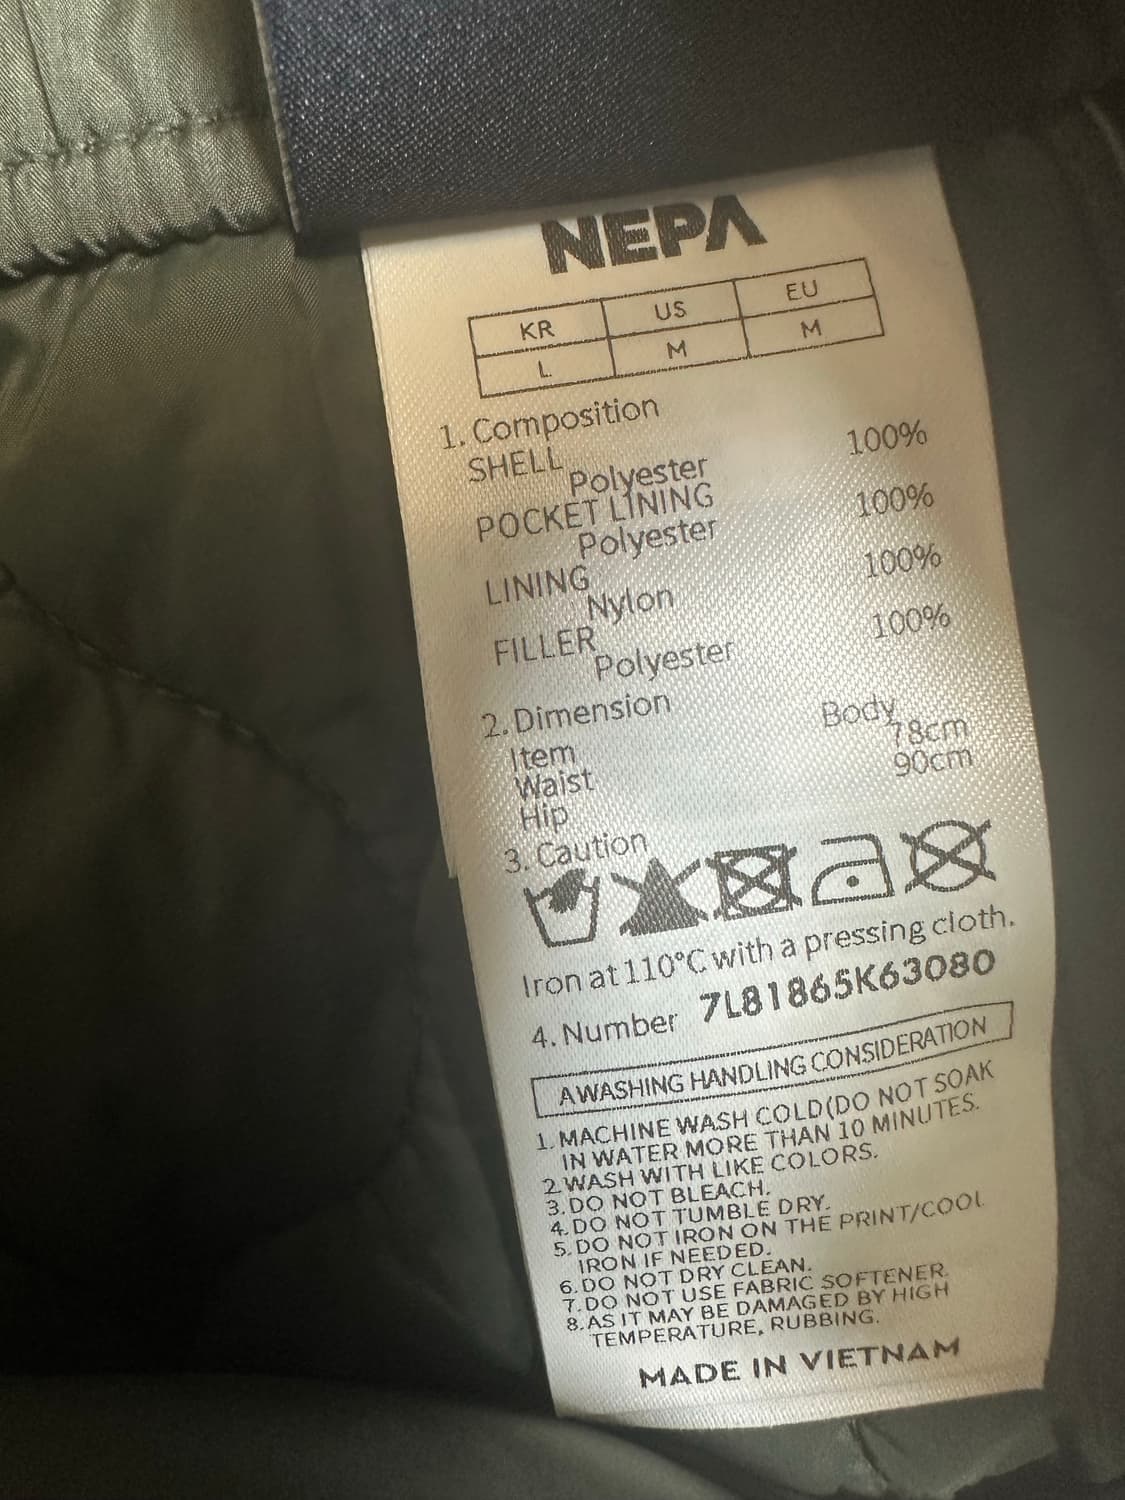 NEPA
KR US EU
L M M
1. Composition
SHELL
Polyester 100%
POCKET LINING
Polyester 100%
LINING
Nylon 100%
FILLER
Polyester 100%
2. Dimension
Item Body
Waist 78cm
Hip 90cm
3. Caution
Iron at 110°C with a pressing cloth.
4. Number 7L81865K63080
A WASHING HANDLING CONSIDERATION
1. MACHINE WASH COLD(DO NOT SOAK
IN WATER MORE THAN 10 MINUTES.
2.WASH WITH LIKE COLORS.
3.DO NOT BLEACH.
4.DO NOT TUMBLE DRY.
5.DO NOT IRON ON THE PRINT/COOL
IRON IF NEEDED.
6.DO NOT DRY CLEAN.
7.DO NOT USE FABRIC SOFTENER.
8.AS IT MAY BE DAMAGED BY HIGH
TEMPERATURE, RUBBING.
MADE IN VIETNAM